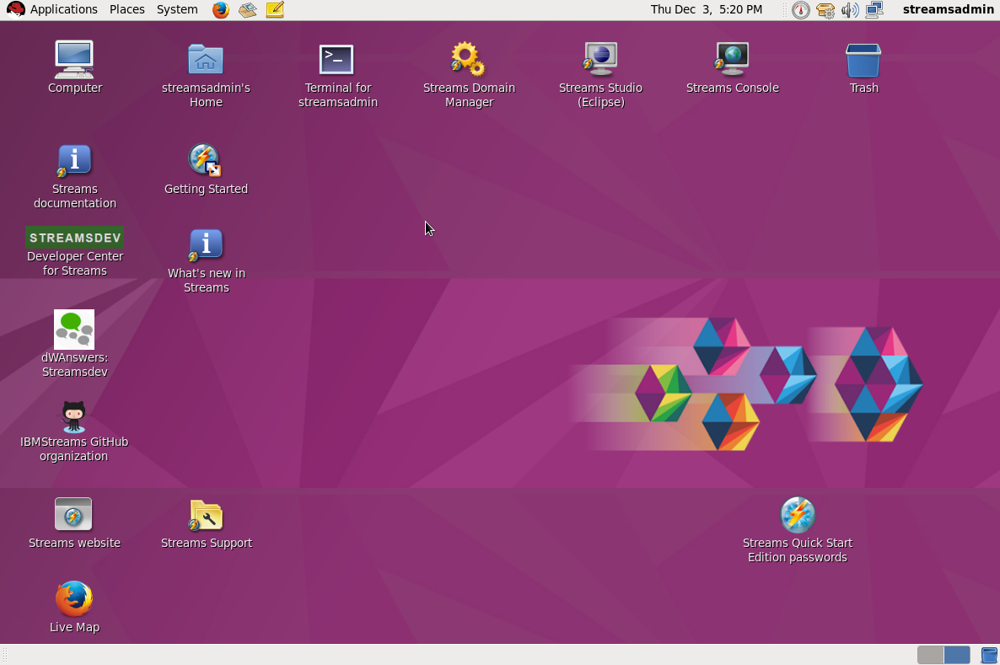 Applications Places System Thu Dec 3, 5:20 PM streamsadmin
Computer
streamsadmin's
Home
Terminal for
streamsadmin
Streams Domain
Manager
Streams Studio
(Eclipse)
Streams Console
Trash
Streams
documentation
Getting Started
STREAMSDEV
Developer Center
for Streams
What's new in
Streams
dWAnswers:
Streamsdev
IBMStreams GitHub
organization
Streams website
Streams Support
Streams Quick Start
Edition passwords
Live Map